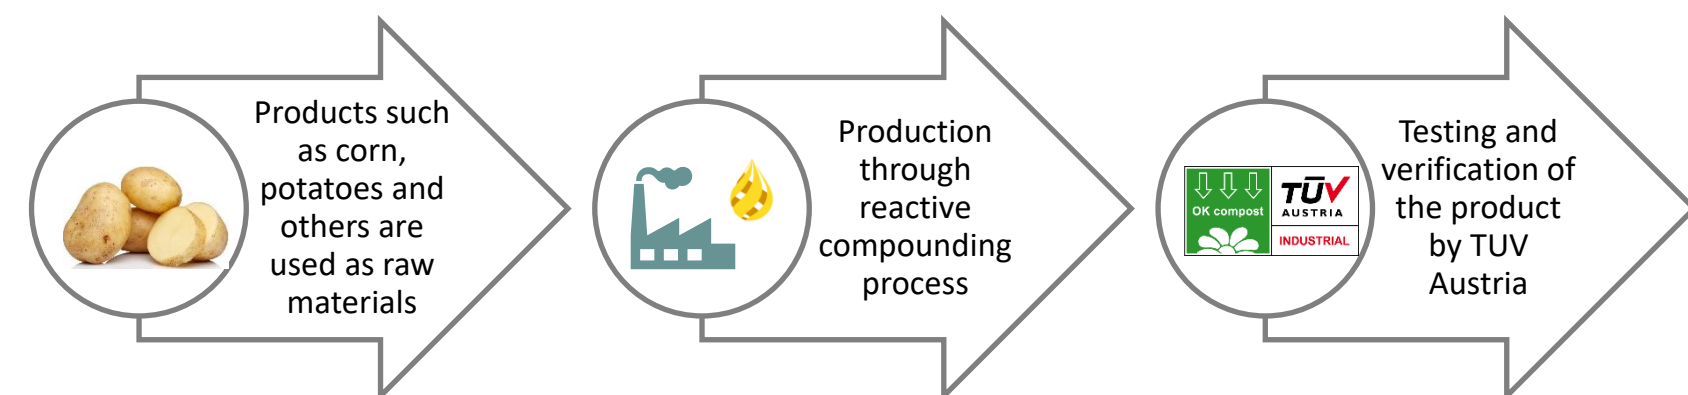 Products such
as corn,
potatoes and
others are
used as raw
materials
Production
through
reactive
compounding
process
OK compost
TÜV
AUSTRIA
INDUSTRIAL
Testing and
verification of
the product
by TUV
Austria